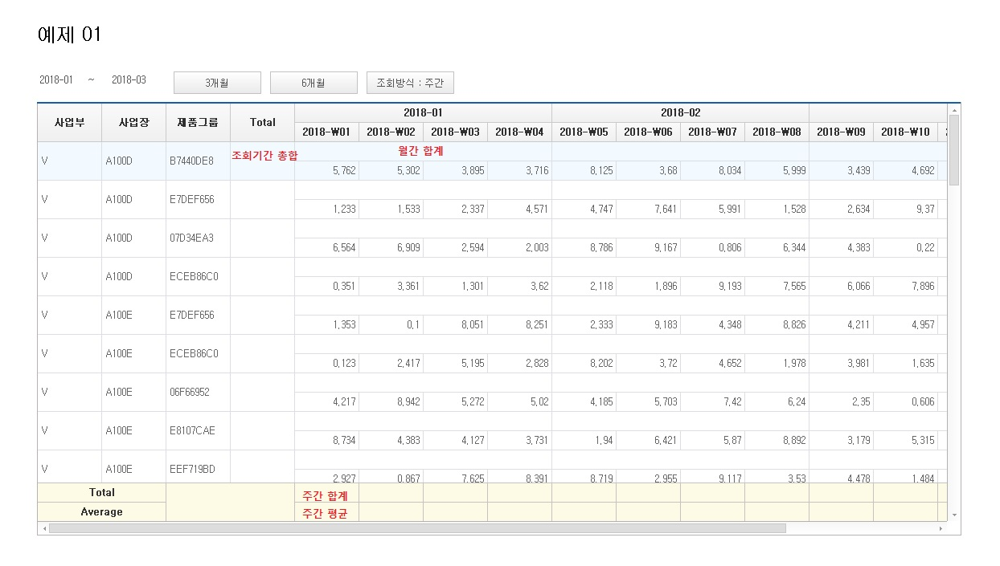 예제 01
2018-01 ~ 2018-03 3개월 6개월 조회방식 : 주간
사업부 사업장 제품그룹 Total 2018-01 2018-02
2018-W01 2018-W02 2018-W03 2018-W04 2018-W05 2018-W06 2018-W07 2018-W08 2018-W09 2018-W10
V A100D B7440DE8 조회기간 총합 월간 합계
5,762 5,302 3,895 3,716 8,125 3,68 8,034 5,999 3,439 4,692
V A100D E7DEF656
1,233 1,533 2,337 4,571 4,747 7,641 5,991 1,528 2,634 9,37
V A100D 07D34EA3
6,564 6,909 2,594 2,003 8,786 9,167 0,806 6,344 4,383 0,22
V A100D ECEB86C0
0,351 3,361 1,301 3,62 2,118 1,896 9,193 7,565 6,066 7,896
V A100E E7DEF656
1,353 0,1 8,051 8,251 2,333 9,183 4,348 8,826 4,211 4,957
V A100E ECEB86C0
0,123 2,417 5,195 2,828 8,202 3,72 4,652 1,978 3,981 1,635
V A100E 06F66952
4,217 8,942 5,272 5,02 4,185 5,703 7,42 6,24 2,35 0,606
V A100E E8107CAE
8,734 4,383 4,127 3,731 1,94 6,421 5,87 8,892 3,179 5,315
V A100E EEF719BD
2,927 0,867 7,625 8,391 8,719 2,955 9,117 3,53 4,478 1,484
Total 주간 합계
Average 주간 평균